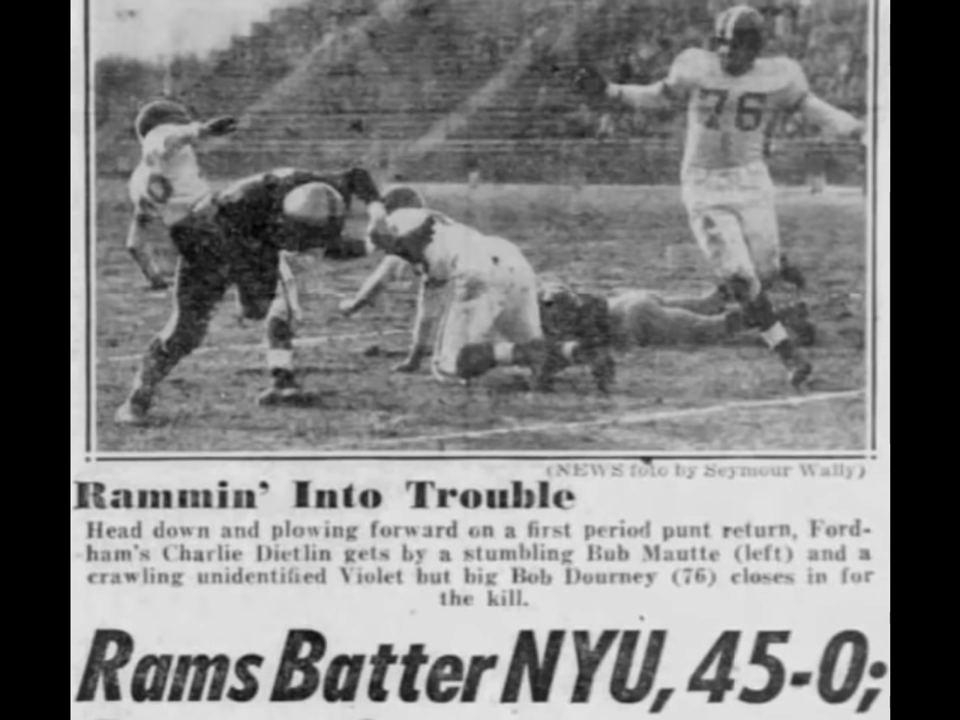 76
(NEWS foto by Seymour Wally)
Rammin' Into Trouble
Head down and plowing forward on a first period punt return, Ford-
ham's Charlie Dietlin gets by a stumbling Bub Mautte (left) and a
crawling unidentified Violet but big Bob Dourney (76) closes in for
the kill.
Rams Batter NYU, 45-0;